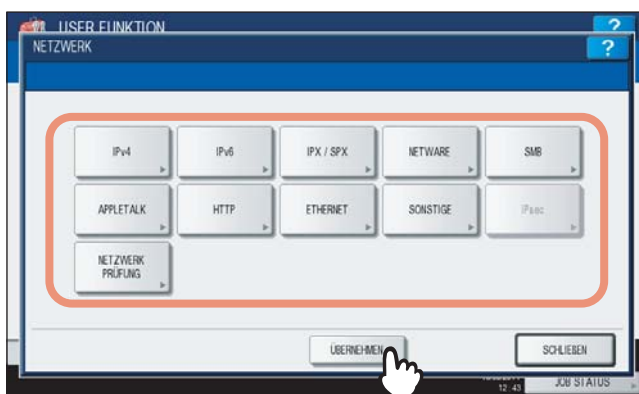 USER FUNKTION ?
NETZWERK ?
IPv4 IPv6 IPX / SPX NETWARE SMB
APPLETALK HTTP ETHERNET SONSTIGE IPsec
NETZWERK
PRÜFUNG
ÜBERNEHMEN SCHLIEßEN
12:43 JOB STATUS